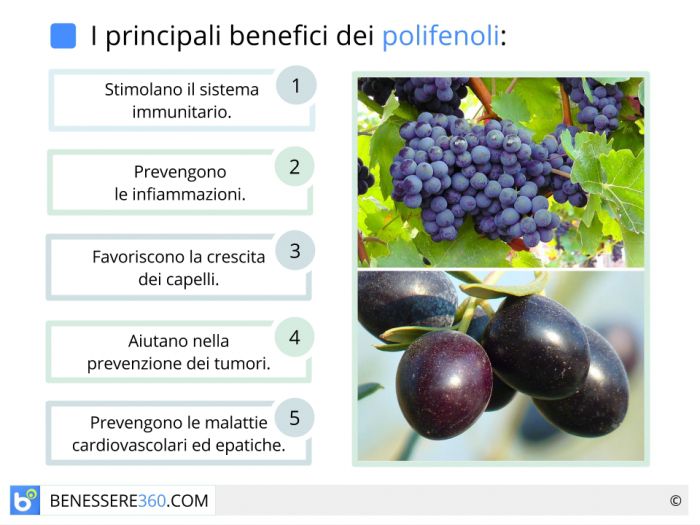 I principali benefici dei polifenoli:
1
Stimolano il sistema
immunitario.
2
Prevengono
le infiammazioni.
3
Favoriscono la crescita
dei capelli.
4
Aiutano nella
prevenzione dei tumori.
5
Prevengono le malattie
cardiovascolari ed epatiche.
b
BENESSERE360.COM
©